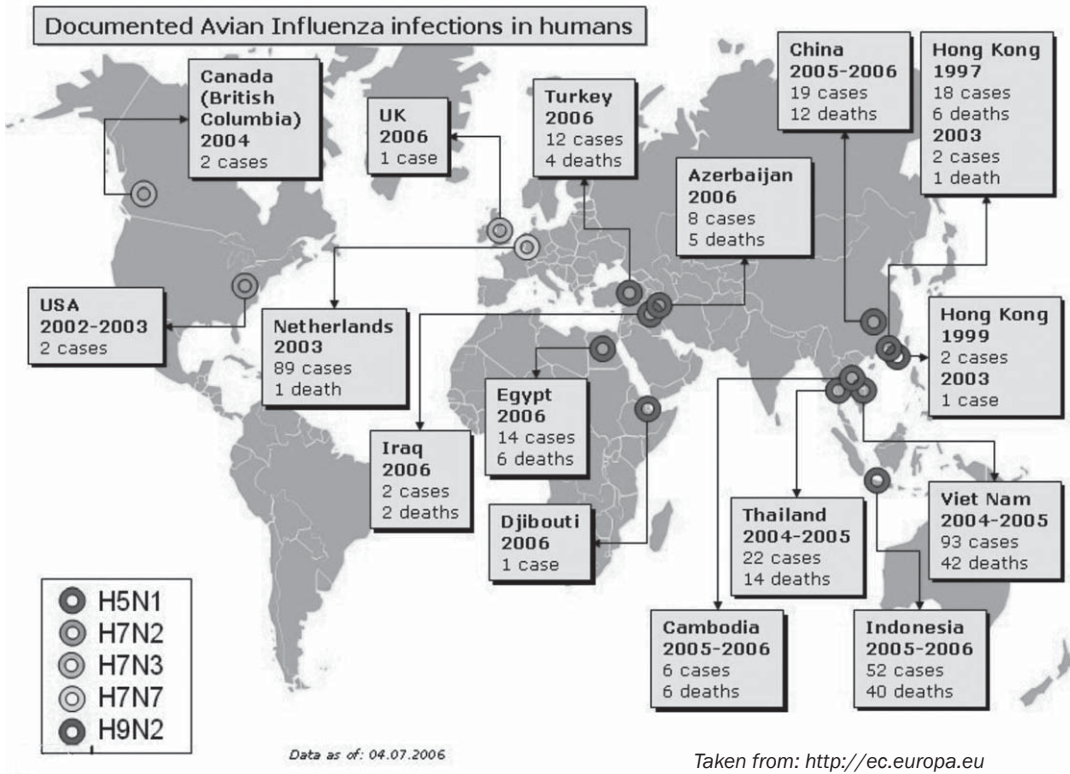 Documented Avian Influenza infections in humans
Canada
(British
Columbia)
2004
2 cases
UK
2006
1 case
Turkey
2006
12 cases
4 deaths
China
2005-2006
19 cases
12 deaths
Hong Kong
1997
18 cases
6 deaths
2003
2 cases
1 death
Azerbaijan
2006
8 cases
5 deaths
USA
2002-2003
2 cases
Netherlands
2003
89 cases
1 death
Hong Kong
1999
2 cases
2003
1 case
Egypt
2006
14 cases
6 deaths
Iraq
2006
2 cases
2 deaths
Djibouti
2006
1 case
Thailand
2004-2005
22 cases
14 deaths
Viet Nam
2004-2005
93 cases
42 deaths
Cambodia
2005-2006
6 cases
6 deaths
Indonesia
2005-2006
52 cases
40 deaths
H5N1
H7N2
H7N3
H7N7
H9N2
Data as of: 04.07.2006
Taken from: http://ec.europa.eu